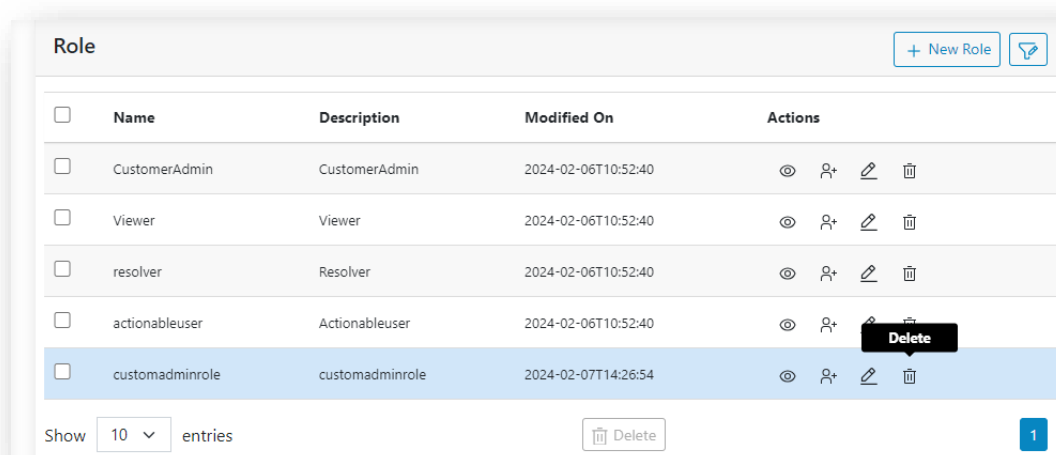 Role
+ New Role
Name Description Modified On Actions
CustomerAdmin CustomerAdmin 2024-02-06T10:52:40
Viewer Viewer 2024-02-06T10:52:40
resolver Resolver 2024-02-06T10:52:40
actionableuser Actionableuser 2024-02-06T10:52:40
Delete
customadminrole customadminrole 2024-02-07T14:26:54
Show 10 entries Delete 1